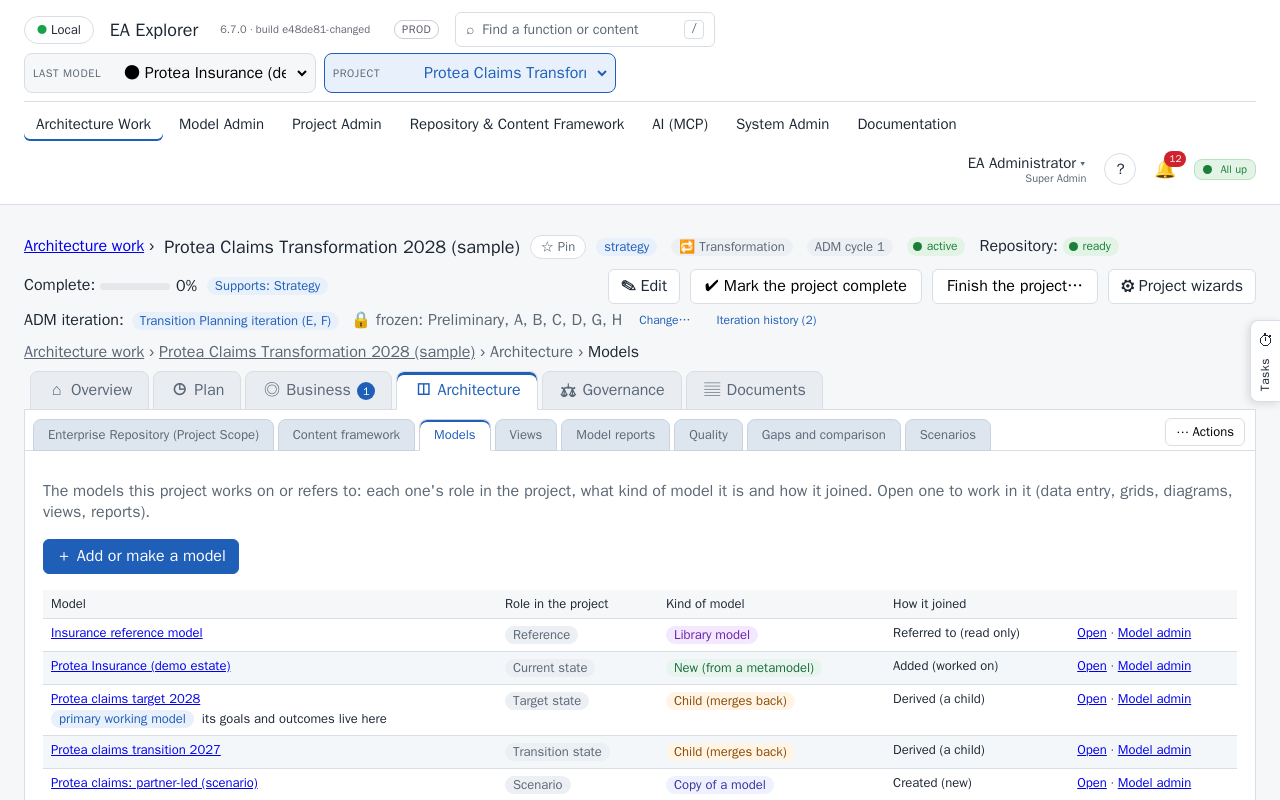 Local EA Explorer 6.7.0 · build e48de81-changed PROD Find a function or content /
LAST MODEL Protea Insurance (de PROJECT Protea Claims Transfor
Architecture Work Model Admin Project Admin Repository & Content Framework AI (MCP) System Admin Documentation
EA Administrator ▾ ? 12 All up
Super Admin
Architecture work › Protea Claims Transformation 2028 (sample) ☆ Pin strategy 🔁 Transformation ADM cycle 1 active Repository: ready
Complete: 0% Supports: Strategy ✎ Edit ✔ Mark the project complete Finish the project⋯ ⚙ Project wizards
ADM iteration: Transition Planning iteration (E, F) 🔒 frozen: Preliminary, A, B, C, D, G, H Change⋯ Iteration history (2)
Architecture work › Protea Claims Transformation 2028 (sample) › Architecture › Models
Tasks
Overview Plan Business 1 Architecture Governance Documents
Enterprise Repository (Project Scope) Content framework Models Views Model reports Quality Gaps and comparison Scenarios ⋯ Actions
The models this project works on or refers to: each one's role in the project, what kind of model it is and how it joined. Open one to work in it (data entry, grids, diagrams,
views, reports).
＋ Add or make a model
Model Role in the project Kind of model How it joined
Insurance reference model Reference Library model Referred to (read only) Open · Model admin
Protea Insurance (demo estate) Current state New (from a metamodel) Added (worked on) Open · Model admin
Protea claims target 2028 Target state Child (merges back) Derived (a child) Open · Model admin
primary working model its goals and outcomes live here
Protea claims transition 2027 Transition state Child (merges back) Derived (a child) Open · Model admin
Protea claims: partner-led (scenario) Scenario Copy of a model Created (new) Open · Model admin